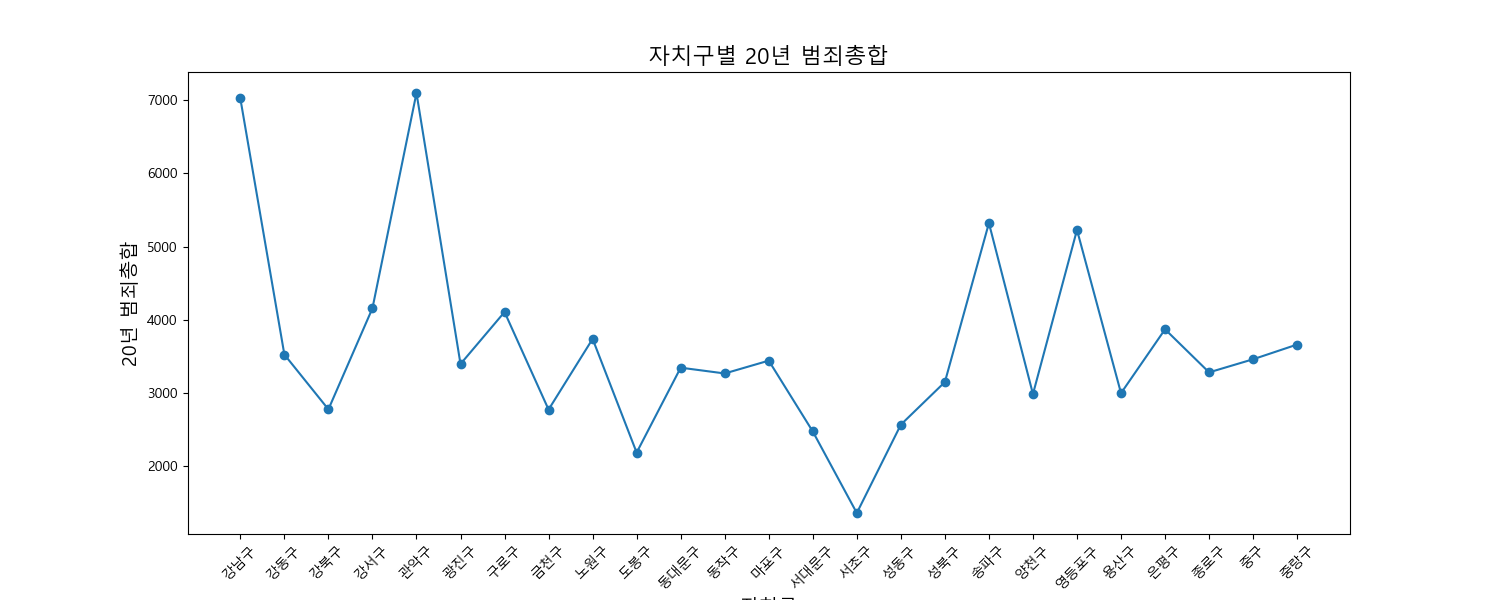 자치구별 20년 범죄총합
20년 범죄총합
7000
6000
5000
4000
3000
2000
강남구
강동구
강북구
강서구
관악구
광진구
구로구
금천구
노원구
도봉구
동대문구
동작구
마포구
서대문구
서초구
성동구
성북구
송파구
양천구
영등포구
용산구
은평구
종로구
중구
중랑구